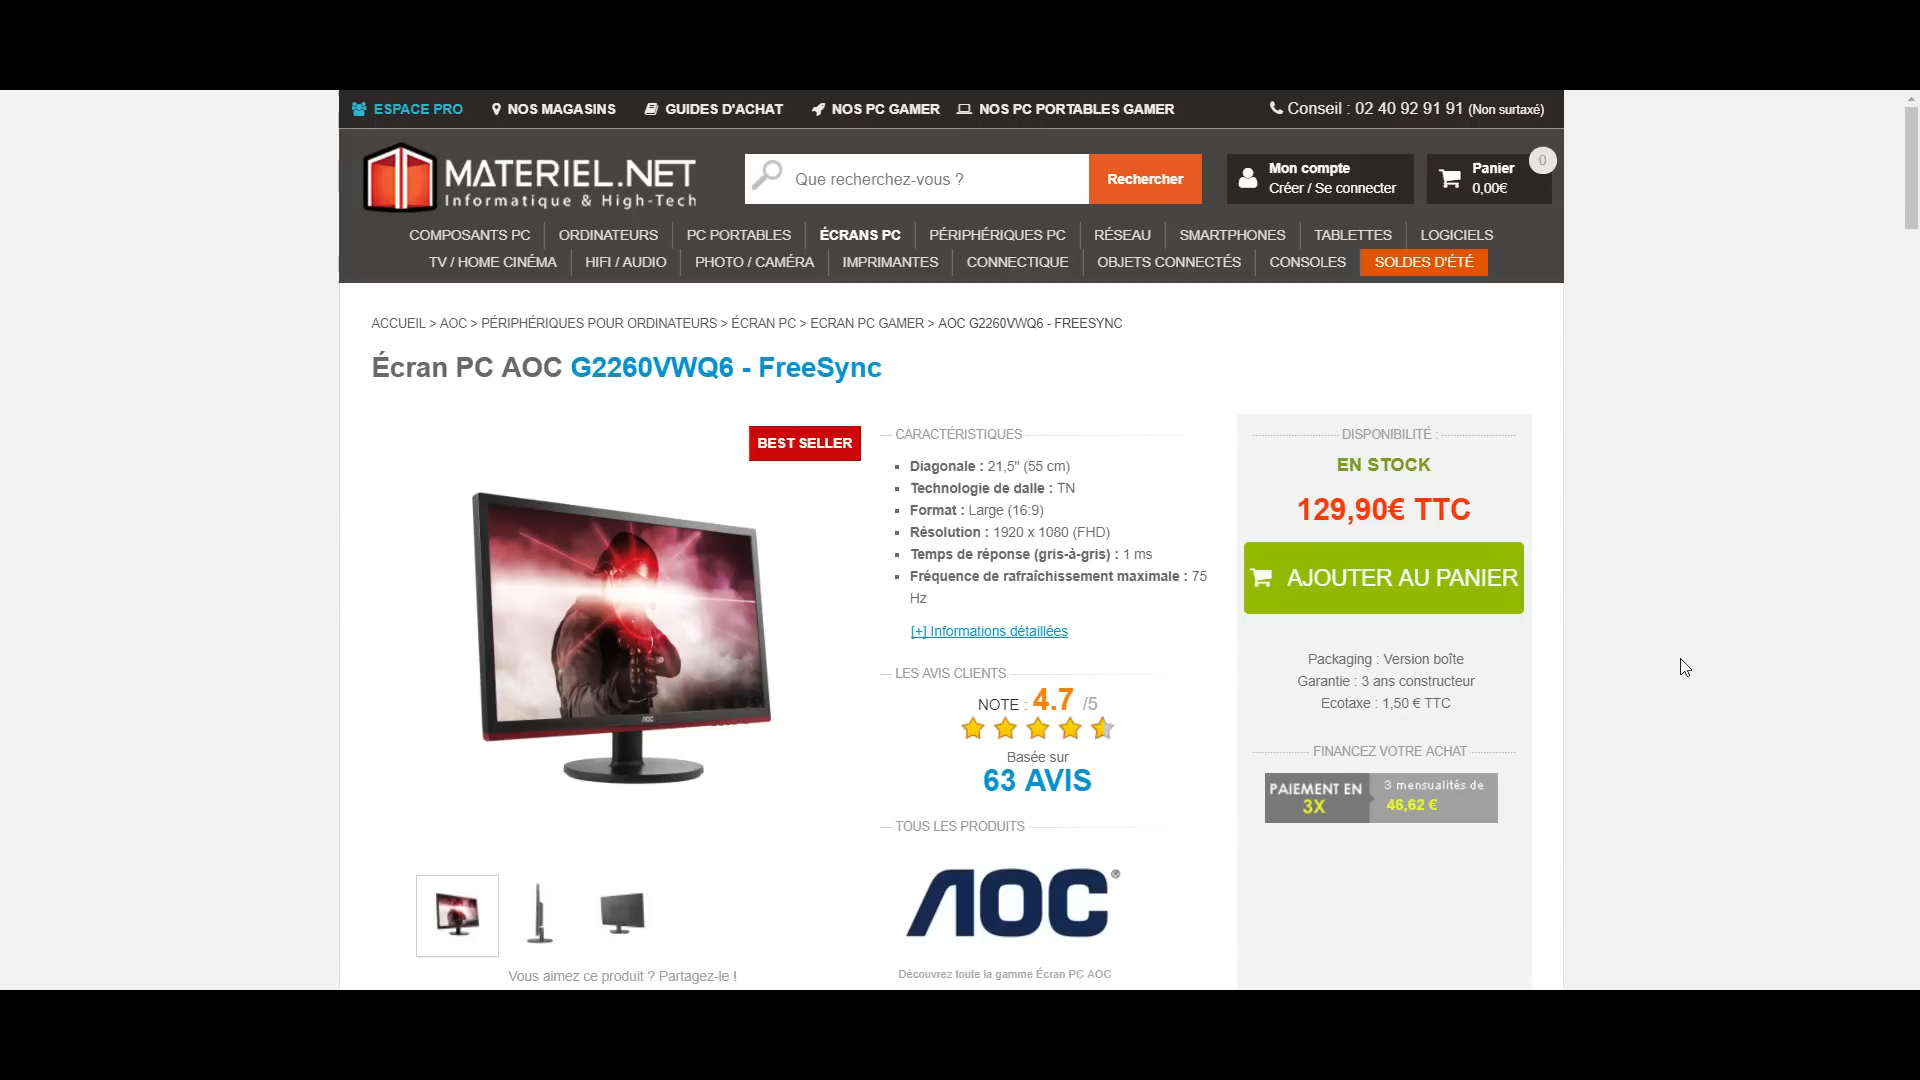 ESPACE PRO NOS MAGASINS GUIDES D'ACHAT NOS PC GAMER NOS PC PORTABLES GAMER Conseil : 02 40 92 91 91 (Non surtaxé)
MATERIEL.NET
Informatique & High-Tech
Que recherchez-vous ?
Rechercher
Mon compte
Créer / Se connecter
Panier
0,00€
0
COMPOSANTS PC ORDINATEURS PC PORTABLES ÉCRANS PC PÉRIPHÉRIQUES PC RÉSEAU SMARTPHONES TABLETTES LOGICIELS
TV / HOME CINÉMA HIFI / AUDIO PHOTO / CAMÉRA IMPRIMANTES CONNECTIQUE OBJETS CONNECTÉS CONSOLES SOLDES D'ÉTÉ
ACCUEIL > AOC > PÉRIPHÉRIQUES POUR ORDINATEURS > ÉCRAN PC > ECRAN PC GAMER > AOC G2260VWQ6 - FREESYNC
Écran PC AOC G2260VWQ6 - FreeSync
BEST SELLER
AOC
Vous aimez ce produit ? Partagez-le !
CARACTÉRISTIQUES
Diagonale : 21,5" (55 cm)
Technologie de dalle : TN
Format : Large (16:9)
Résolution : 1920 x 1080 (FHD)
Temps de réponse (gris-à-gris) : 1 ms
Fréquence de rafraîchissement maximale : 75
Hz
[+] Informations détaillées
LES AVIS CLIENTS
NOTE : 4.7 /5
Basée sur
63 AVIS
TOUS LES PRODUITS
AOC®
Découvrez toute la gamme Écran PC AOC
DISPONIBILITÉ :
EN STOCK
129,90€ TTC
AJOUTER AU PANIER
Packaging : Version boîte
Garantie : 3 ans constructeur
Ecotaxe : 1,50 € TTC
FINANCEZ VOTRE ACHAT
PAIEMENT EN
3X
3 mensualités de
46,62 €